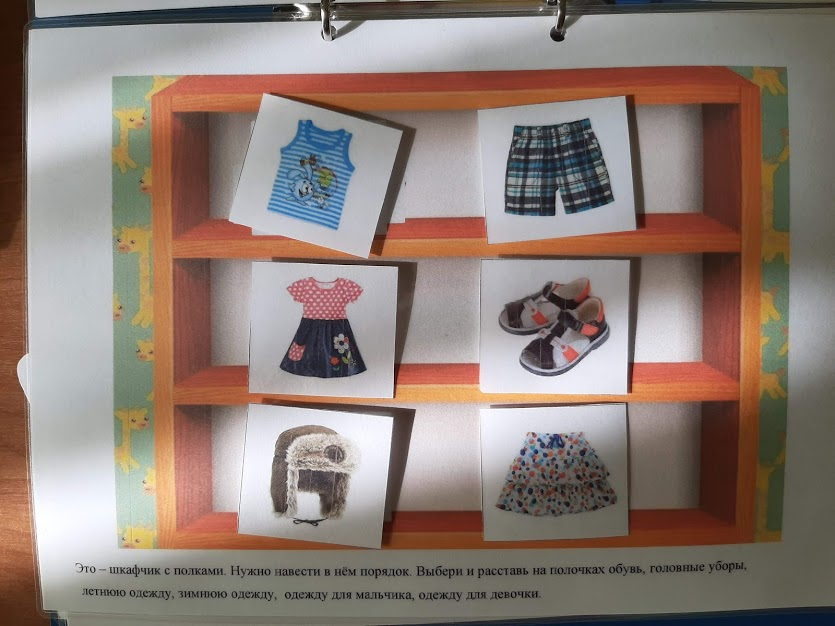 Это – шкафчик с полками. Нужно навести в нём порядок. Выбери и расставь на полочках обувь, головные уборы,
летнюю одежду, зимнюю одежду, одежду для мальчика, одежду для девочки.